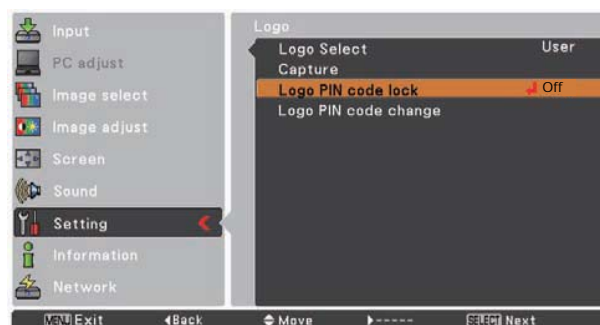 Input
PC adjust
Image select
Image adjust
Screen
Sound
Setting
Information
Network
Logo
Logo Select User
Capture
Logo PIN code lock Off
Logo PIN code change
MENU Exit Back Move ----- SELECT Next